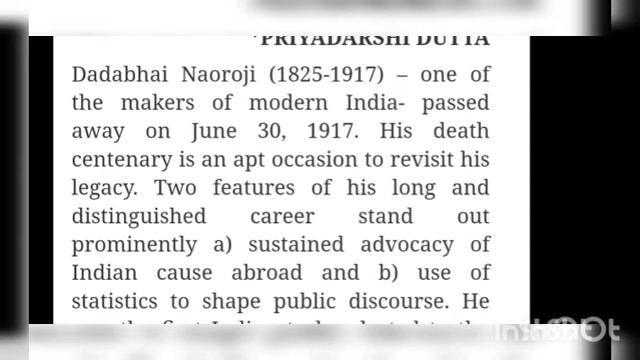 *PRIYADARSHI DUTTA
Dadabhai Naoroji (1825-1917) – one of
the makers of modern India- passed
away on June 30, 1917. His death
centenary is an apt occasion to revisit his
legacy. Two features of his long and
distinguished career stand out
prominently a) sustained advocacy of
Indian cause abroad and b) use of
statistics to shape public discourse. He
InShOt